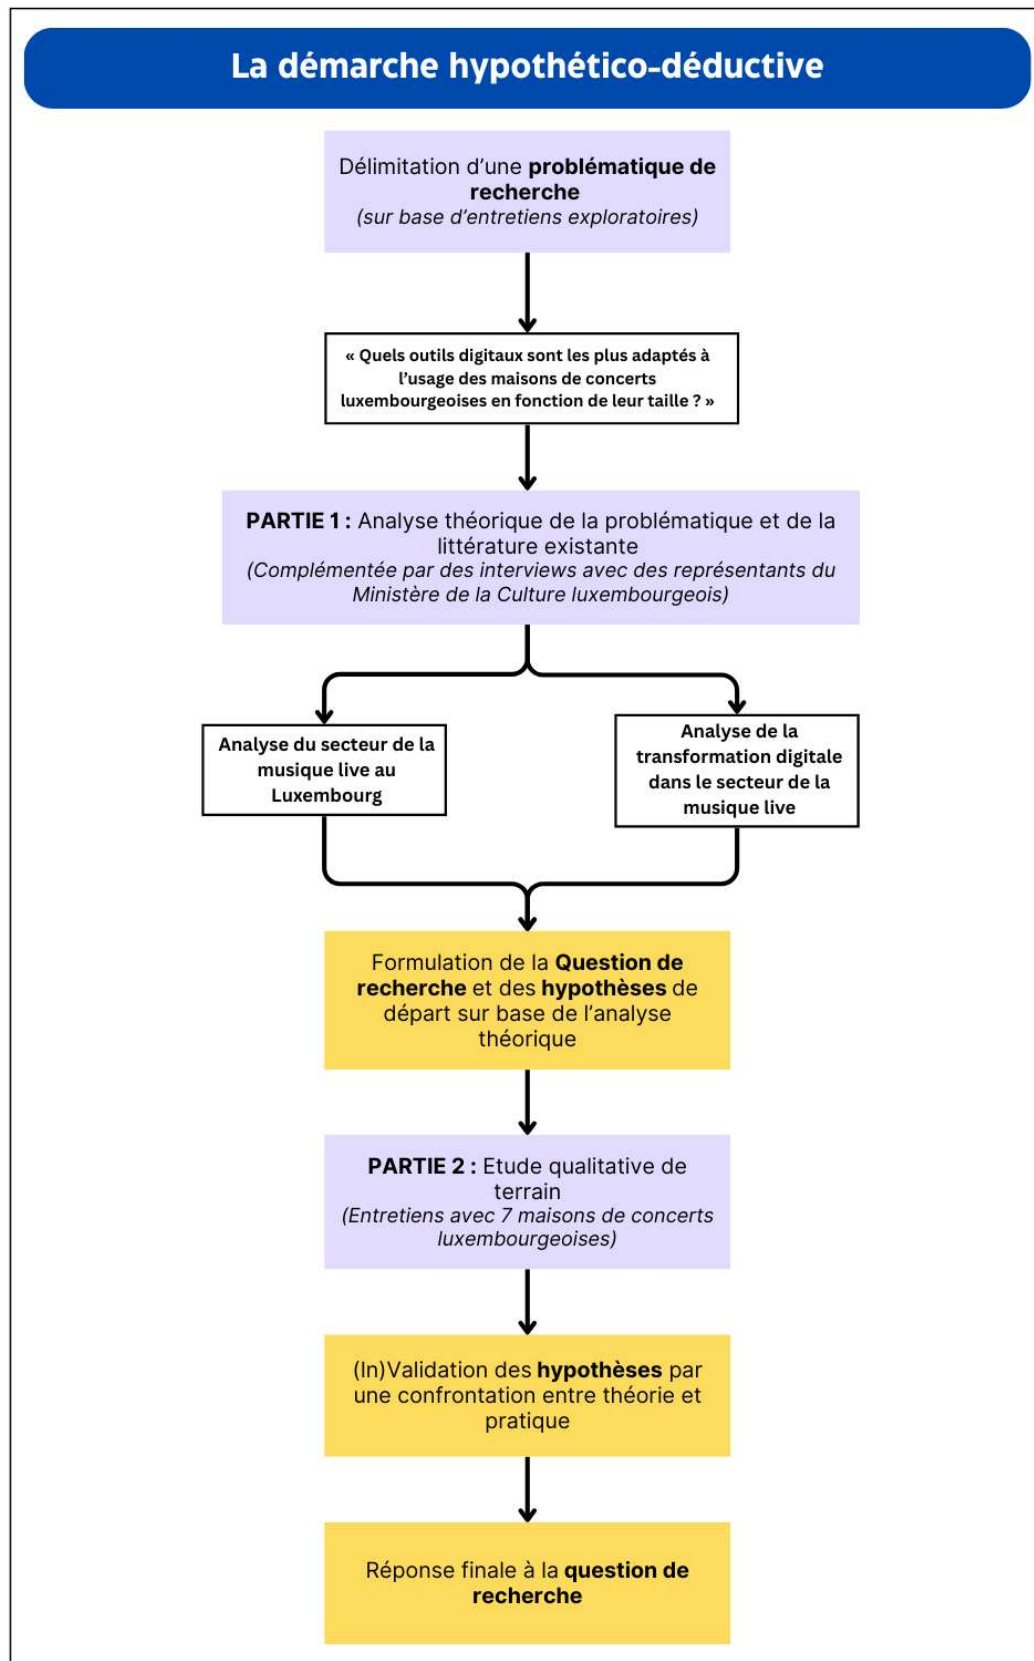 La démarche hypothético-déductive
Délimitation d'une problématique de
recherche
(sur base d'entretiens exploratoires)
« Quels outils digitaux sont les plus adaptés à
l'usage des maisons de concerts
luxembourgeoises en fonction de leur taille ? »
PARTIE 1 : Analyse théorique de la problématique et de la
littérature existante
(Complémentée par des interviews avec des représentants du
Ministère de la Culture luxembourgeois)
Analyse du secteur de la
musique live au
Luxembourg
Analyse de la
transformation digitale
dans le secteur de la
musique live
Formulation de la Question de
recherche et des hypothèses de
départ sur base de l'analyse
théorique
PARTIE 2 : Etude qualitative de
terrain
(Entretiens avec 7 maisons de concerts
luxembourgeoises)
(In)Validation des hypothèses par
une confrontation entre théorie et
pratique
Réponse finale à la question de
recherche